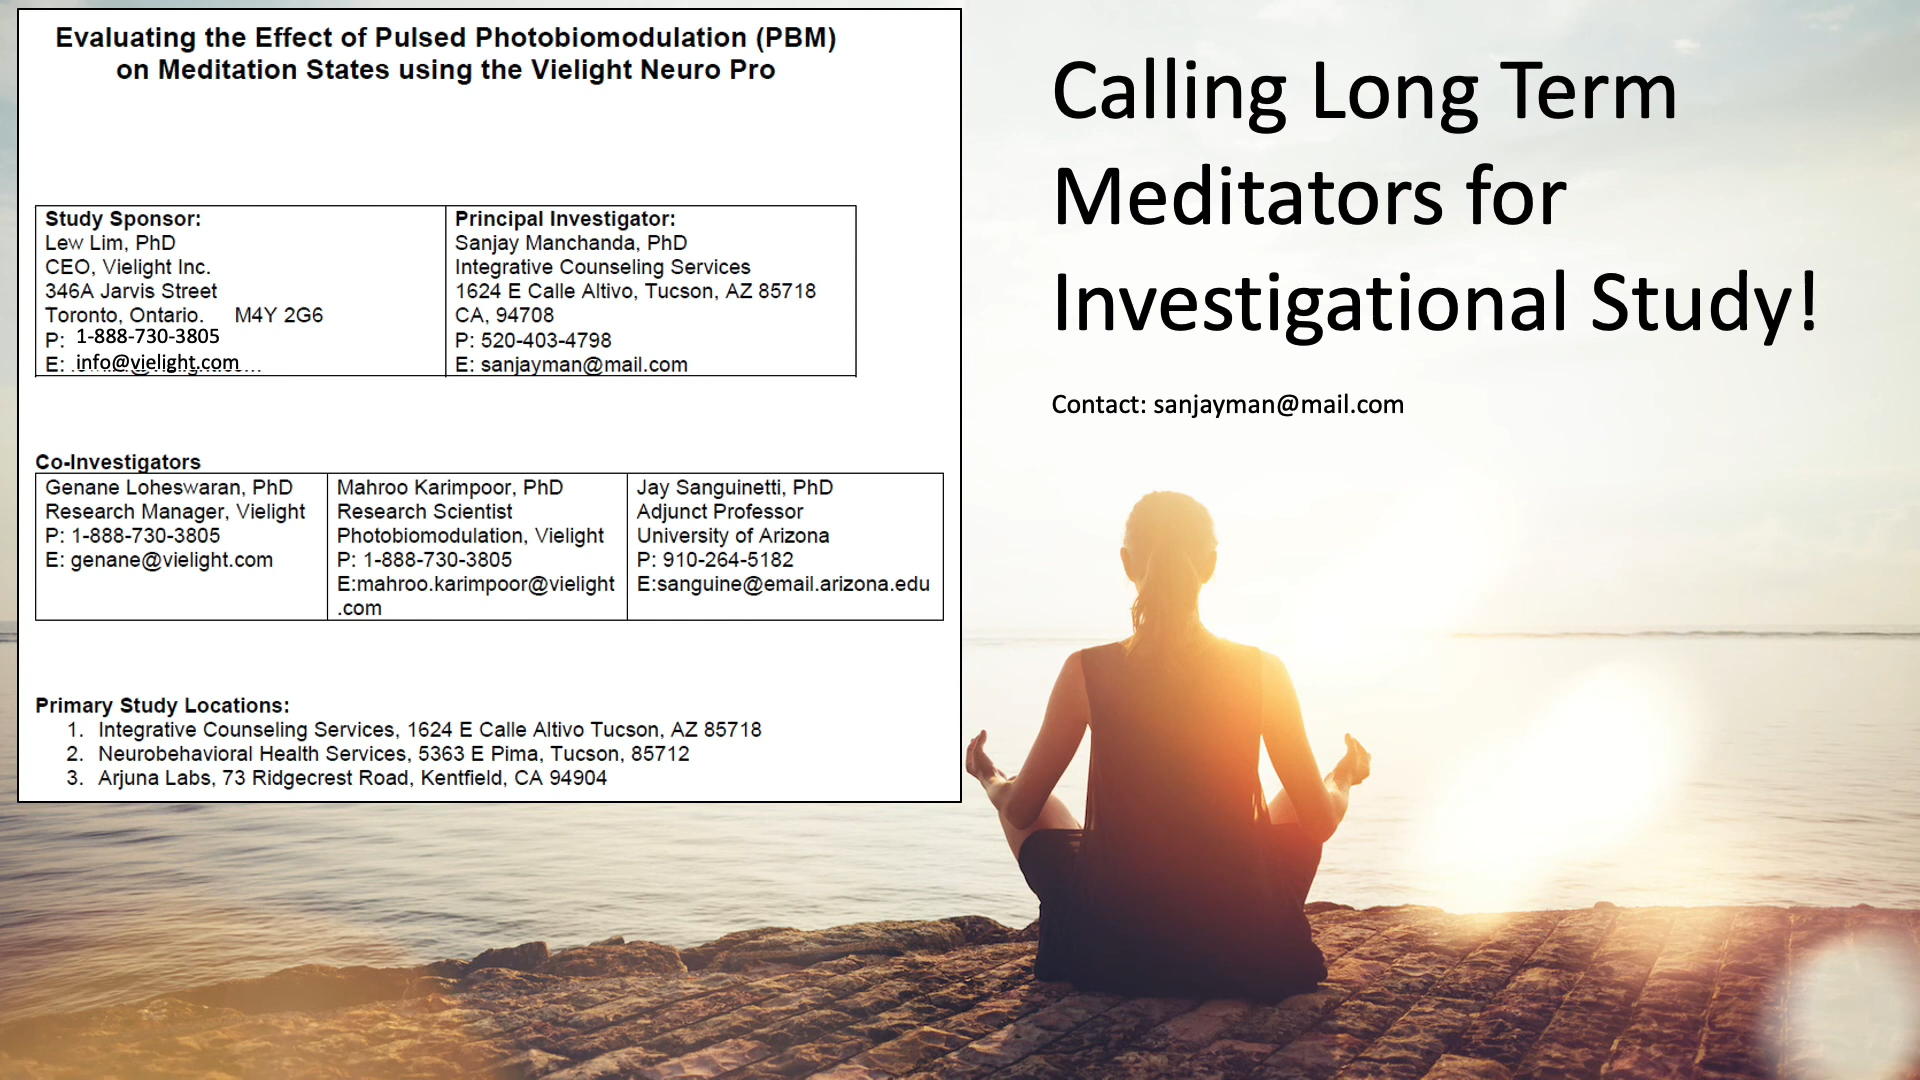 Evaluating the Effect of Pulsed Photobiomodulation (PBM)
on Meditation States using the Vielight Neuro Pro
Study Sponsor:
Lew Lim, PhD
CEO, Vielight Inc.
346A Jarvis Street
Toronto, Ontario. M4Y 2G6
P: 1-888-730-3805
E: info@vielight.com
Principal Investigator:
Sanjay Manchanda, PhD
Integrative Counseling Services
1624 E Calle Altivo, Tucson, AZ 85718
CA, 94708
P: 520-403-4798
E: sanjayman@mail.com
Co-Investigators
Genane Loheswaran, PhD
Research Manager, Vielight
P: 1-888-730-3805
E: genane@vielight.com
Mahroo Karimpoor, PhD
Research Scientist
Photobiomodulation, Vielight
P: 1-888-730-3805
E:mahroo.karimpoor@vielight
.com
Jay Sanguinetti, PhD
Adjunct Professor
University of Arizona
P: 910-264-5182
E:sanguine@email.arizona.edu
Primary Study Locations:
1. Integrative Counseling Services, 1624 E Calle Altivo Tucson, AZ 85718
2. Neurobehavioral Health Services, 5363 E Pima, Tucson, 85712
3. Arjuna Labs, 73 Ridgecrest Road, Kentfield, CA 94904
Calling Long Term
Meditators for
Investigational Study!
Contact: sanjayman@mail.com